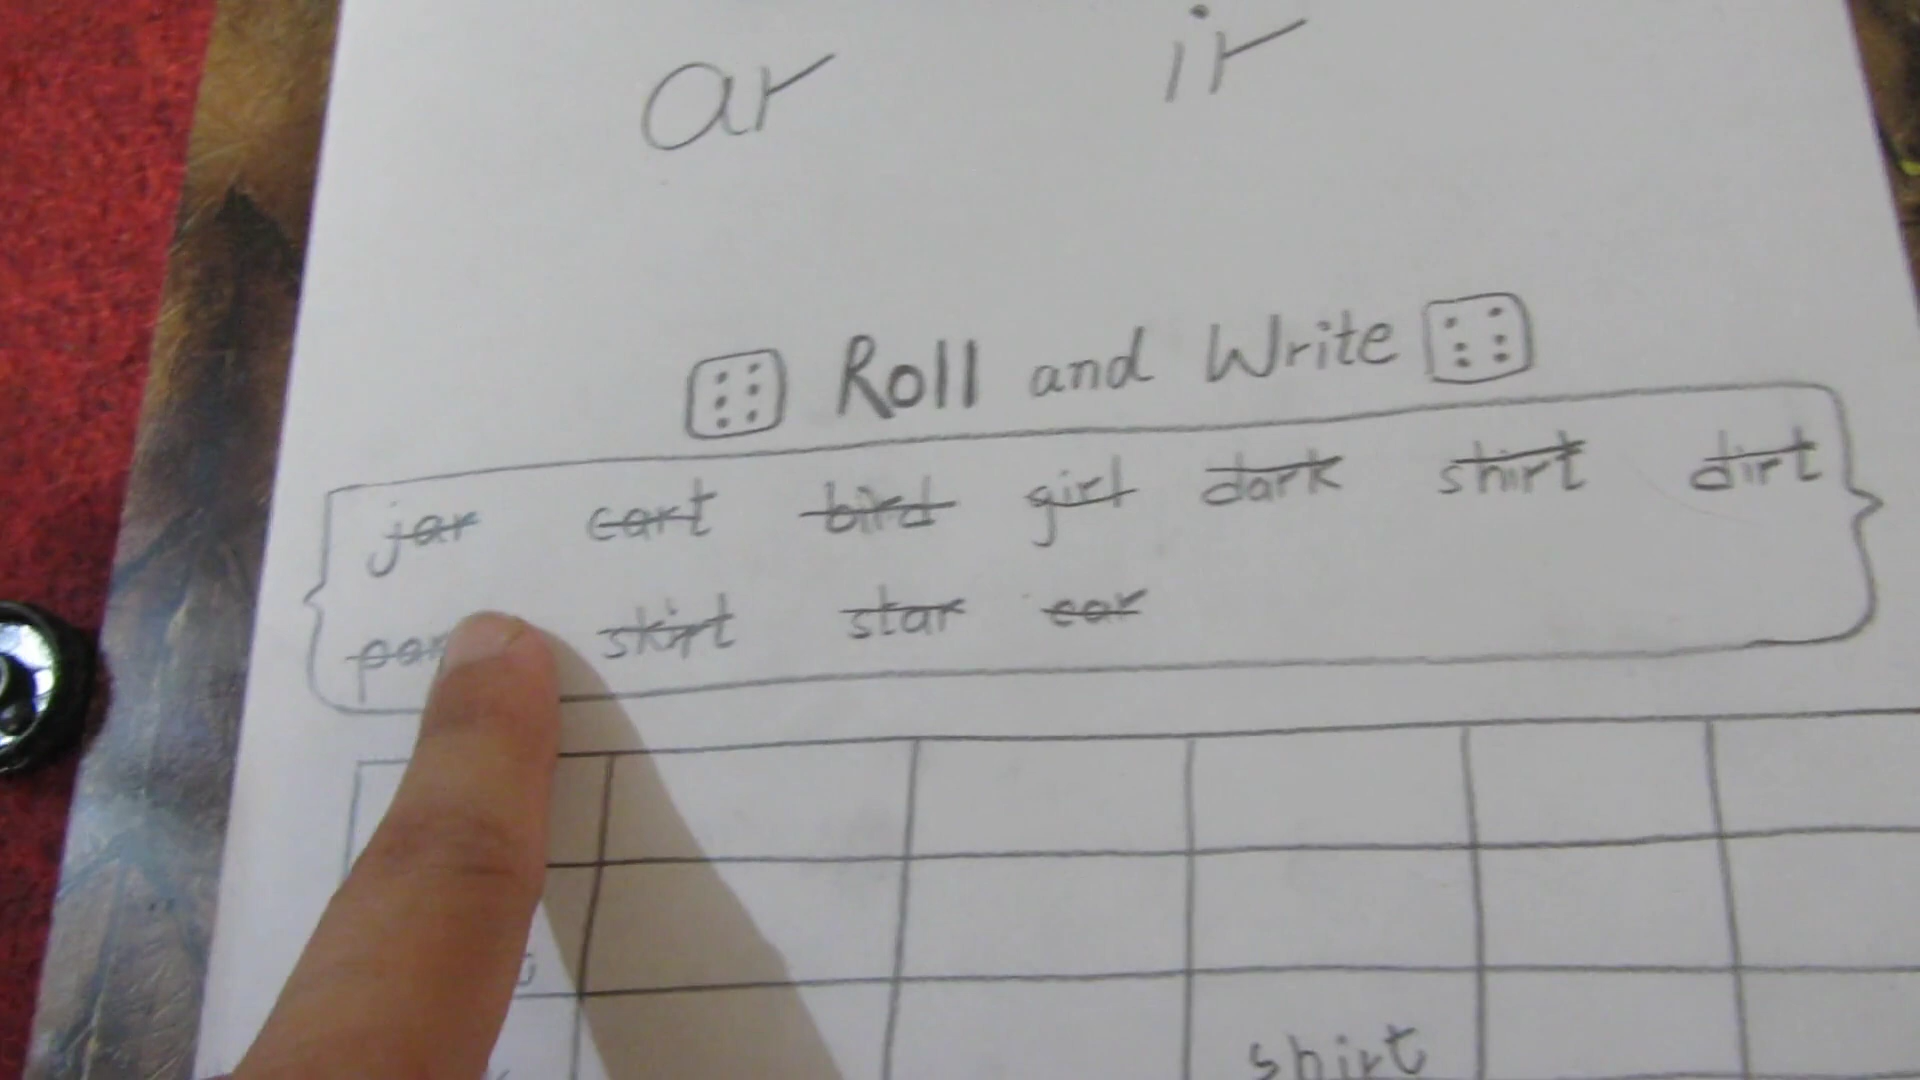 ar ir
Roll and Write
jar cart bird girl dark shirt dirt
skirt star car
shirt